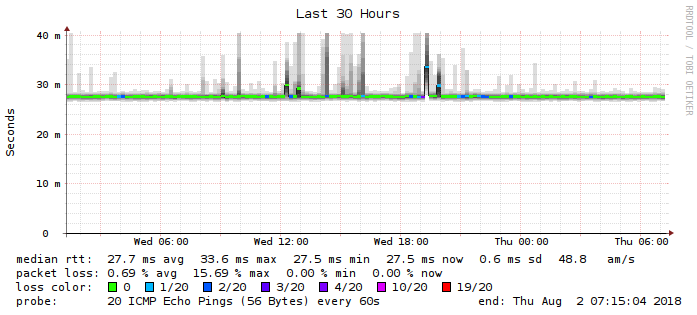 Last 30 Hours
RRDTOOL / TOBI OETIKER
Seconds
40 m
30 m
20 m
10 m
0
Wed 06:00 Wed 12:00 Wed 18:00 Thu 00:00 Thu 06:00
median rtt: 27.7 ms avg 33.6 ms max 27.5 ms min 27.5 ms now 0.6 ms sd 48.8 am/s
packet loss: 0.69 % avg 15.69 % max 0.00 % min 0.00 % now
loss color: 0 1/20 2/20 3/20 4/20 10/20 19/20
probe: 20 ICMP Echo Pings (56 Bytes) every 60s end: Thu Aug 2 07:15:04 2018